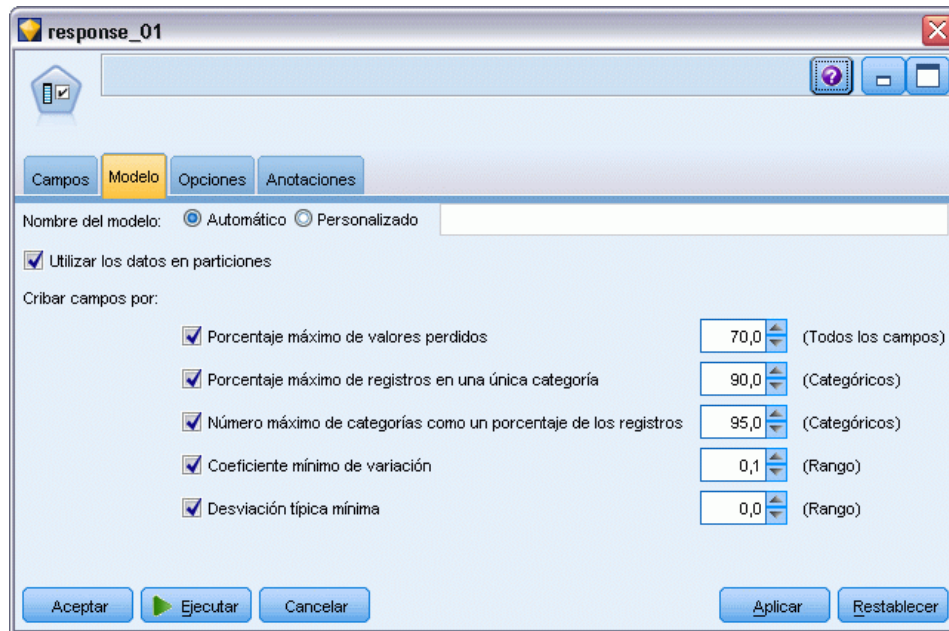 response_01
Campos Modelo Opciones Anotaciones
Nombre del modelo: Automático Personalizado
Utilizar los datos en particiones
Cribar campos por:
Porcentaje máximo de valores perdidos 70,0 (Todos los campos)
Porcentaje máximo de registros en una única categoría 90,0 (Categóricos)
Número máximo de categorías como un porcentaje de los registros 95,0 (Categóricos)
Coeficiente mínimo de variación 0,1 (Rango)
Desviación típica mínima 0,0 (Rango)
Aceptar Ejecutar Cancelar Aplicar Restablecer